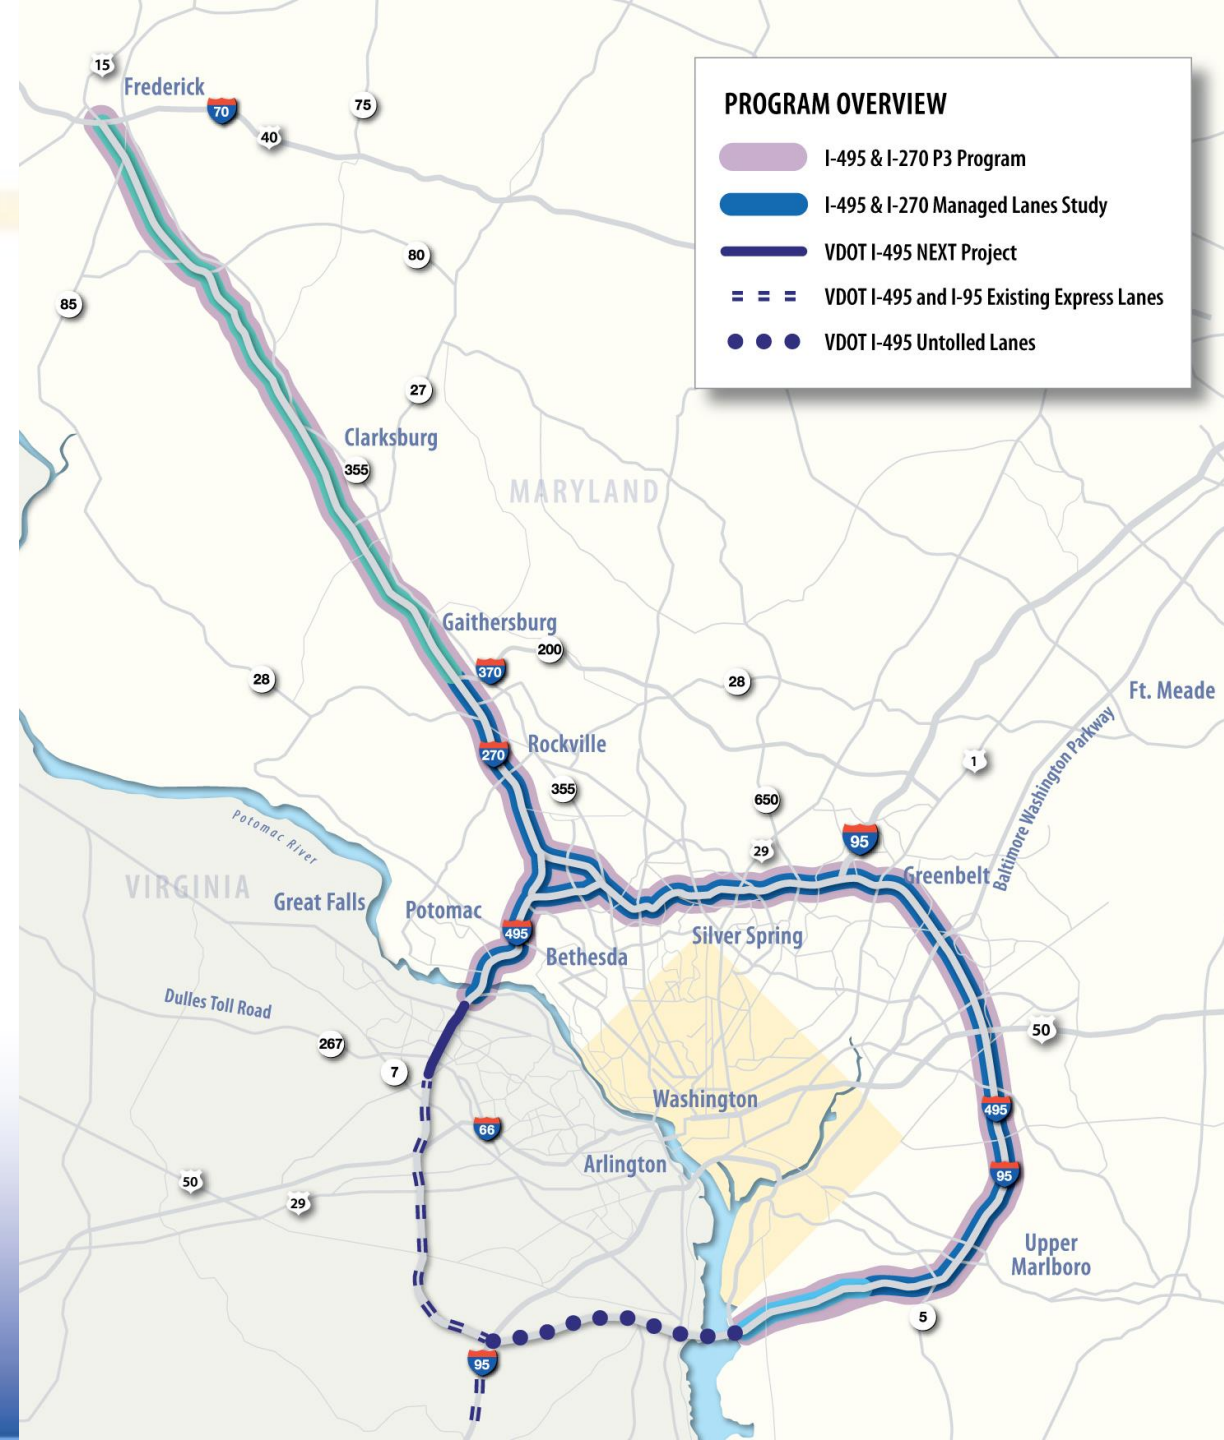 15
Frederick
70
75
40
PROGRAM OVERVIEW
I-495 & I-270 P3 Program
I-495 & I-270 Managed Lanes Study
VDOT I-495 NEXT Project
VDOT I-495 and I-95 Existing Express Lanes
VDOT I-495 Untolled Lanes
80
85
27
Clarksburg
355
MARYLAND
Gaithersburg
200
370
28
28
Ft. Meade
270
Rockville
Baltimore Washington Parkway
1
355
650
29
95
Potomac River
VIRGINIA
Great Falls
Potomac
Greenbelt
495
Silver Spring
Bethesda
Dulles Toll Road
267
50
7
Washington
495
66
Arlington
95
50
29
Upper
Marlboro
5
95